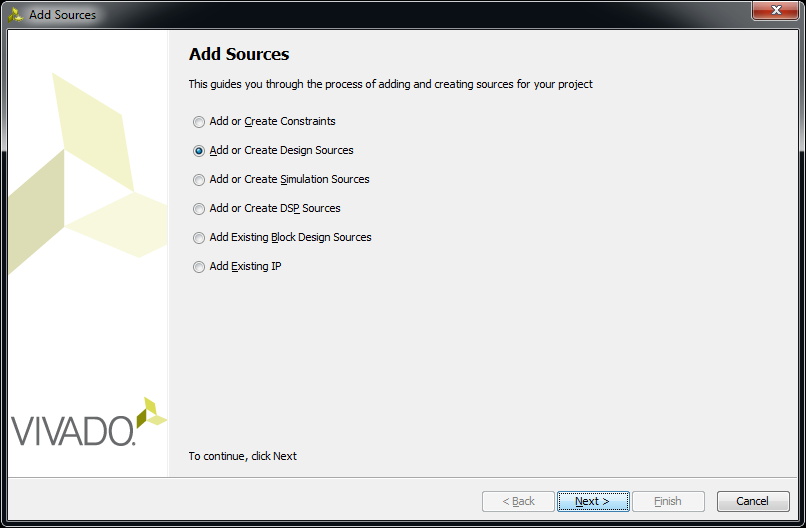 Add Sources
Add Sources
This guides you through the process of adding and creating sources for your project
Add or Create Constraints
Add or Create Design Sources
Add or Create Simulation Sources
Add or Create DSP Sources
Add Existing Block Design Sources
Add Existing IP
VIVADO.
To continue, click Next
< Back
Next >
Finish
Cancel